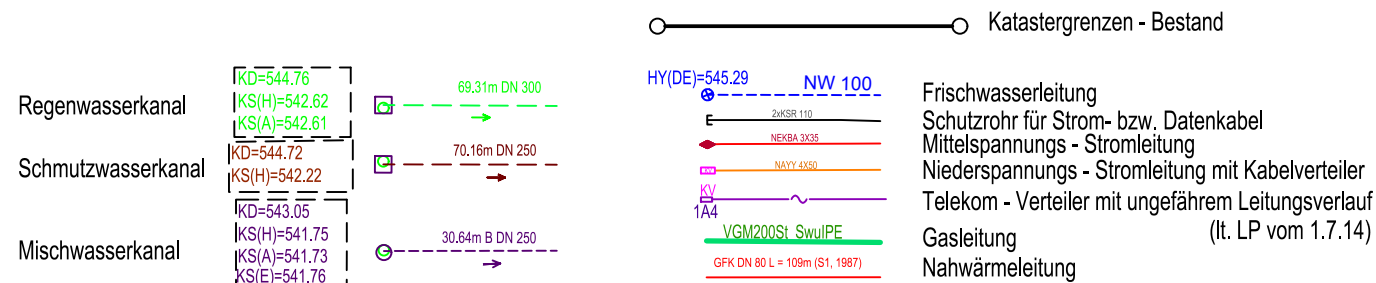 Katastergrenzen - Bestand
Regenwasserkanal
KD=544.76
KS(H)=542.62
KS(A)=542.61
69,31m DN 300
Schmutzwasserkanal
KD=544.72
KS(H)=542.22
70.16m DN 250
Mischwasserkanal
KD=543.05
KS(H)=541.75
KS(A)=541.73
KS(E)=541.76
30.64m B DN 250
HY(DE)=545.29
NW 100
Frischwasserleitung
2xKSR 110
Schutzrohr für Strom- bzw. Datenkabel
NEKBA 3X35
Mittelspannungs - Stromleitung
NAYY 4X50
Niederspannungs - Stromleitung mit Kabelverteiler
KV
1A4
Telekom - Verteiler mit ungefährem Leitungsverlauf
(lt. LP vom 1.7.14)
VGM200St_SwulPE
Gasleitung
GFK DN 80 L = 109m (S1, 1987)
Nahwärmeleitung